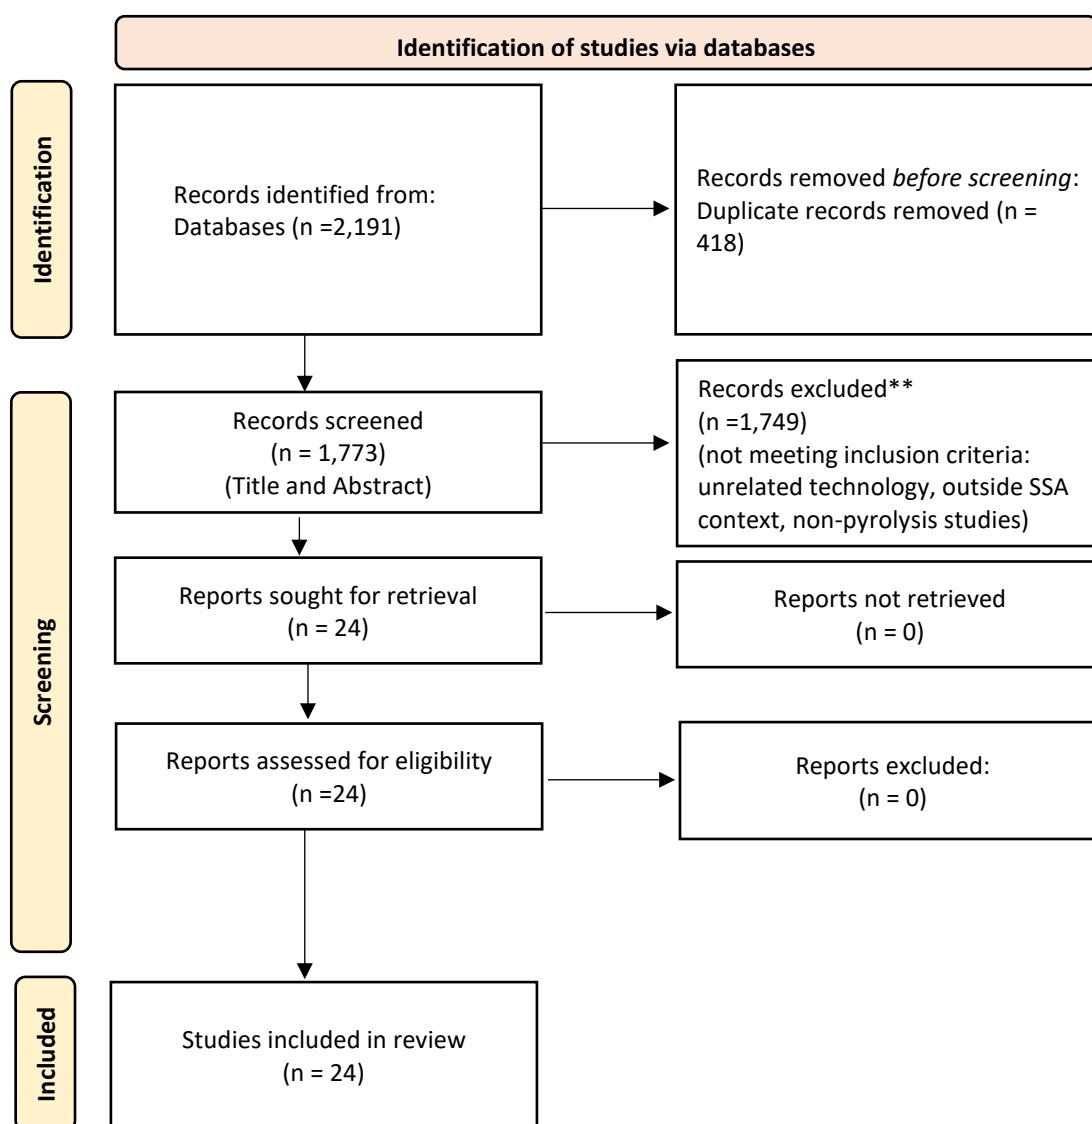 Identification of studies via databases
Identification
Records identified from:
Databases (n =2,191)
Records removed before screening:
Duplicate records removed (n =
418)
Screening
Records screened
(n = 1,773)
(Title and Abstract)
Records excluded**
(n =1,749)
(not meeting inclusion criteria:
unrelated technology, outside SSA
context, non-pyrolysis studies)
Reports sought for retrieval
(n = 24)
Reports not retrieved
(n = 0)
Reports assessed for eligibility
(n =24)
Reports excluded:
(n = 0)
Included
Studies included in review
(n = 24)